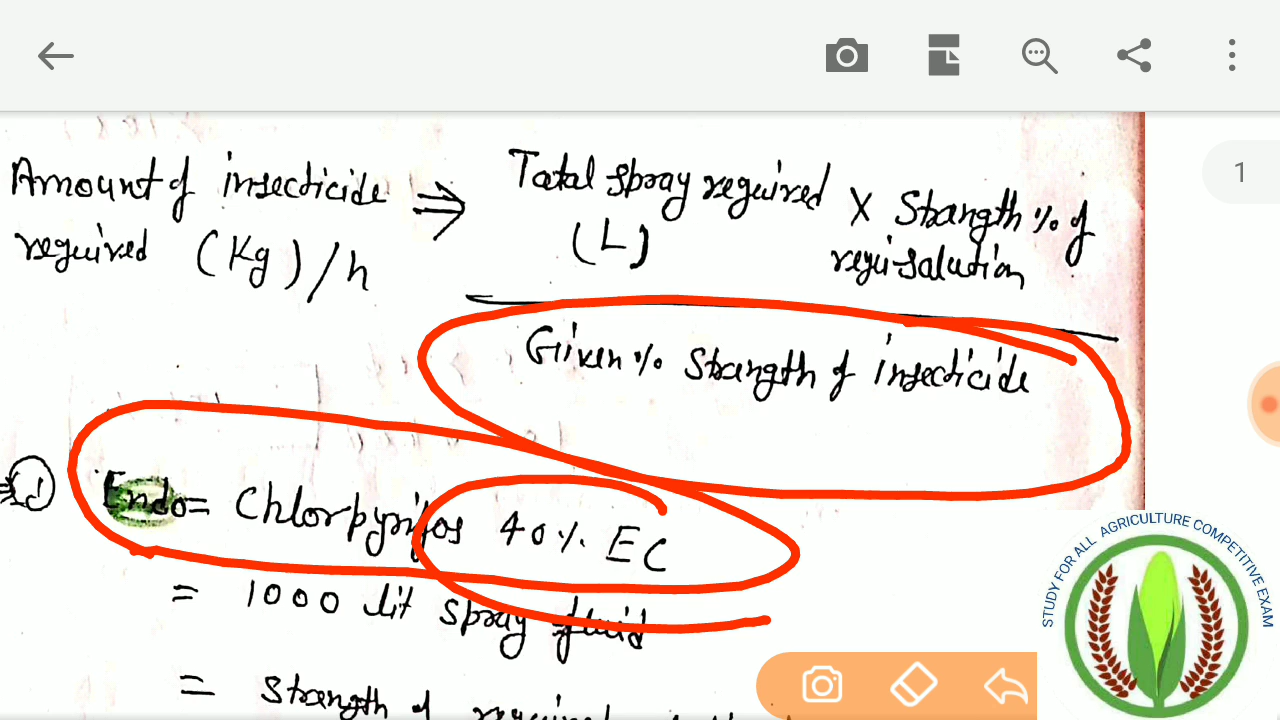 1
Amount of insecticide required (Kg)/h ⇒ Total spray required (L) X Strength % of requi-solution
Given % Strength of insecticide
Endo = Chlorpyrifos 40% EC
= 1000 lit spray fluid
= Strength of required
STUDY FOR ALL AGRICULTURE COMPETITIVE EXAM